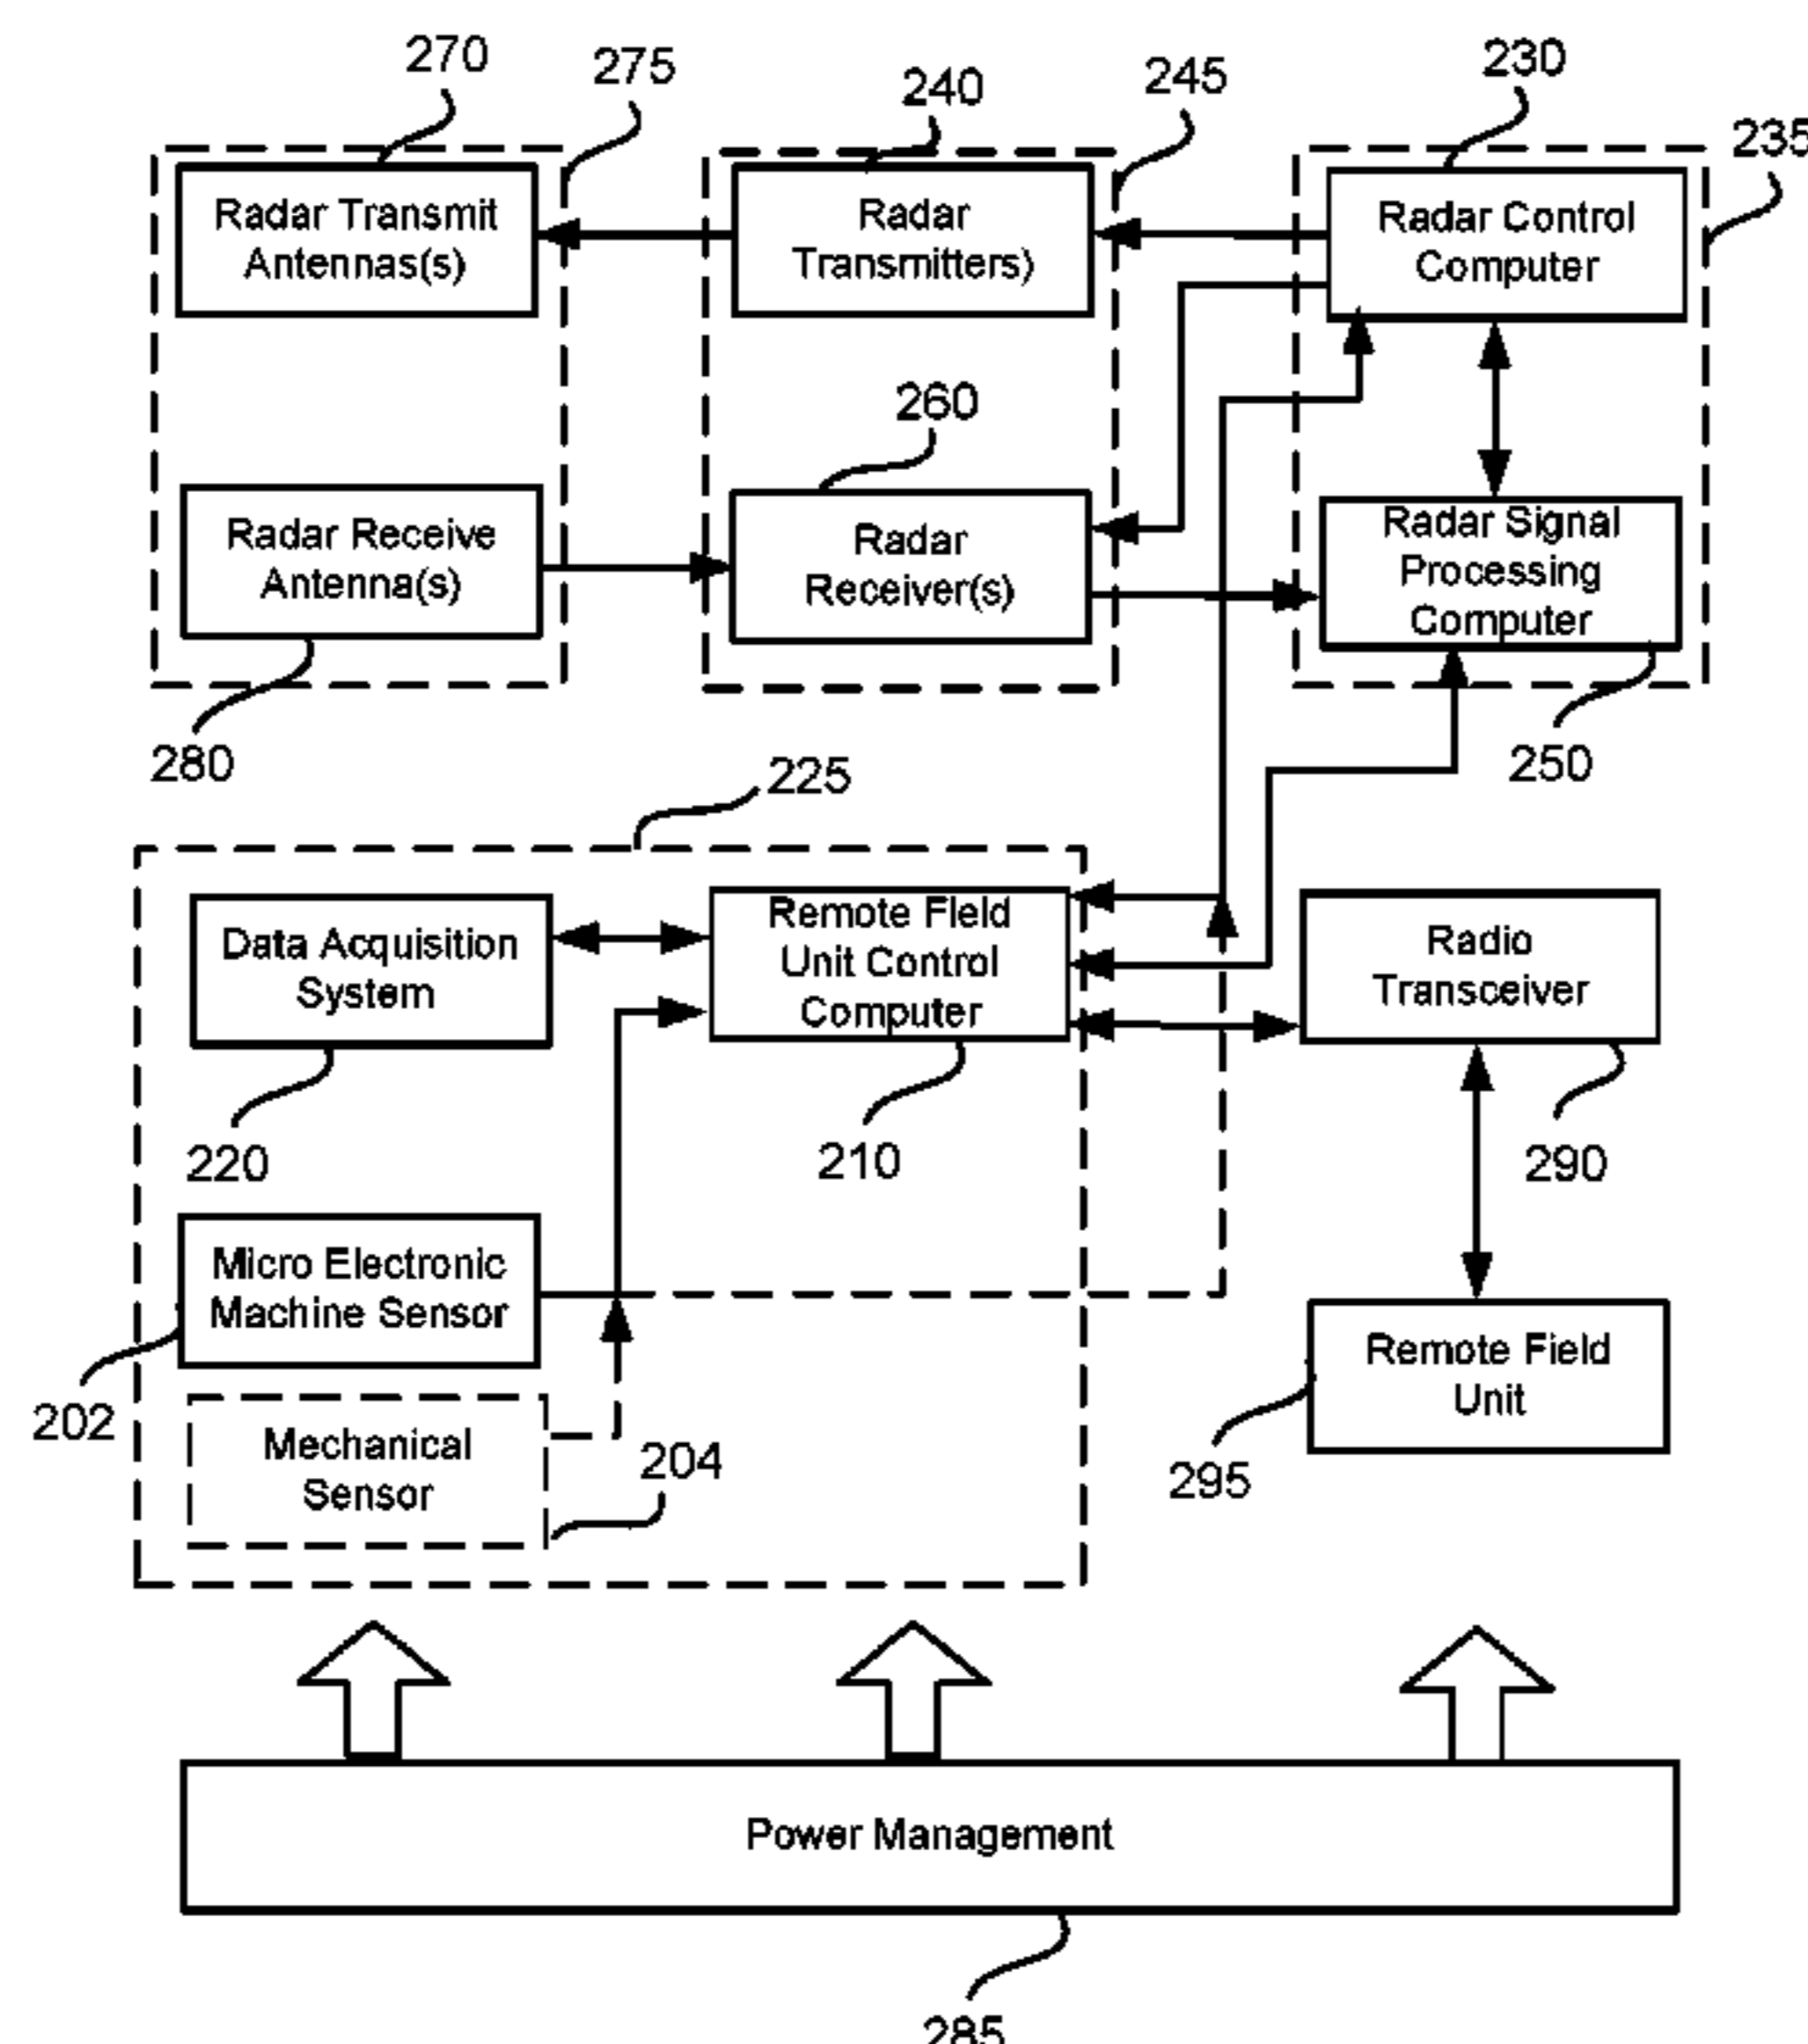 270
275
240
245
230
235
Radar Transmit
Antennas(s)
Radar
Transmitters)
Radar Control
Computer
260
Radar Receive
Antenna(s)
Radar
Receiver(s)
Radar Signal
Processing
Computer
280
250
225
Data Acquisition
System
Remote Field
Unit Control
Computer
Radio
Transceiver
220
210
290
Micro Electronic
Machine Sensor
Remote Field
Unit
202
Mechanical
Sensor
204
295
Power Management
285